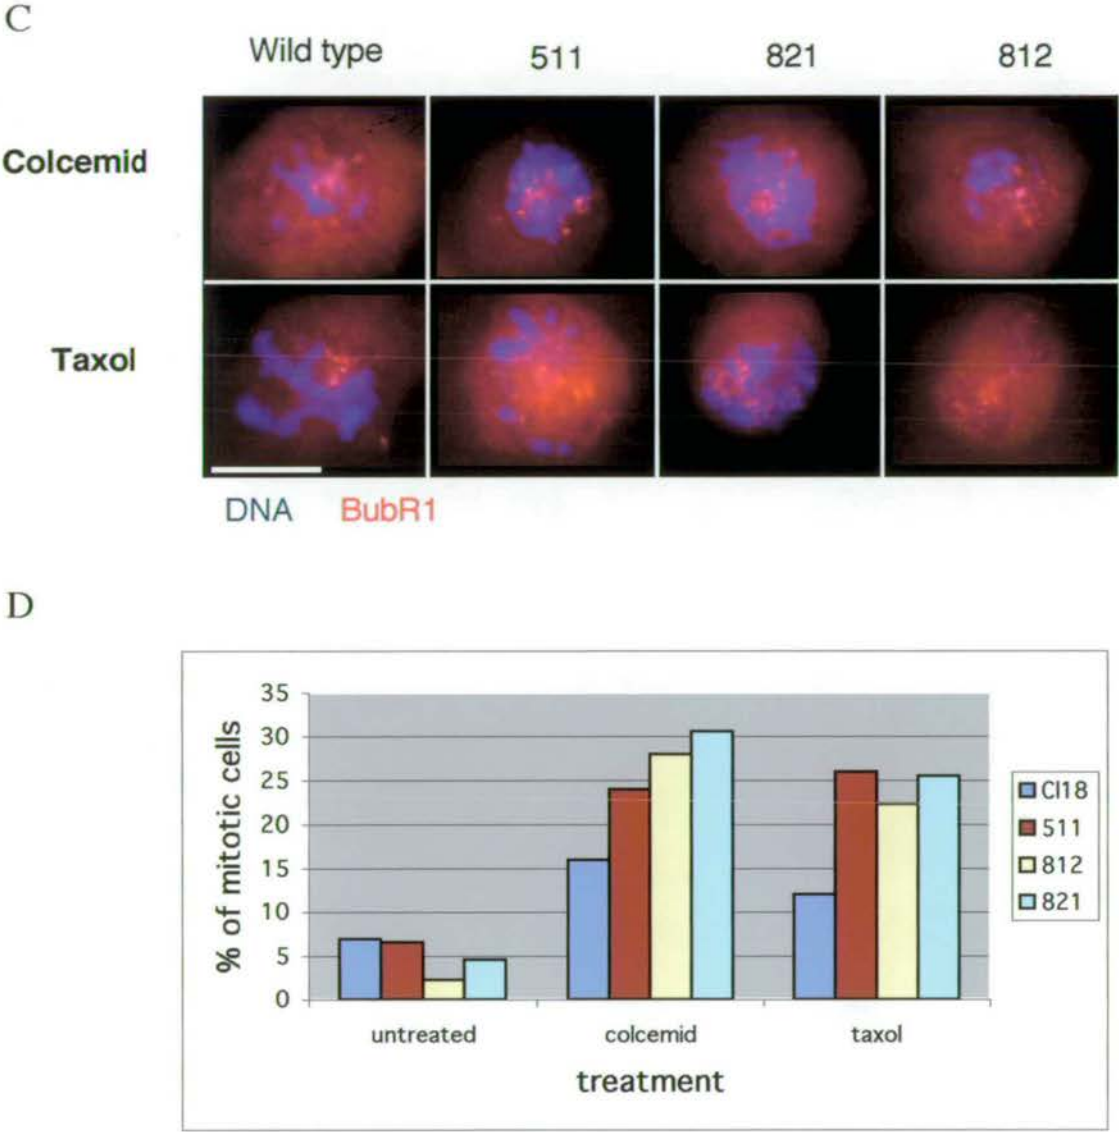 C
Wild type 511 821 812
Colcemid
Taxol
DNA BubR1
D
35
30
25
20
15
10
5
0
% of mitotic cells
untreated colcemid taxol
treatment
Cl18
511
812
821